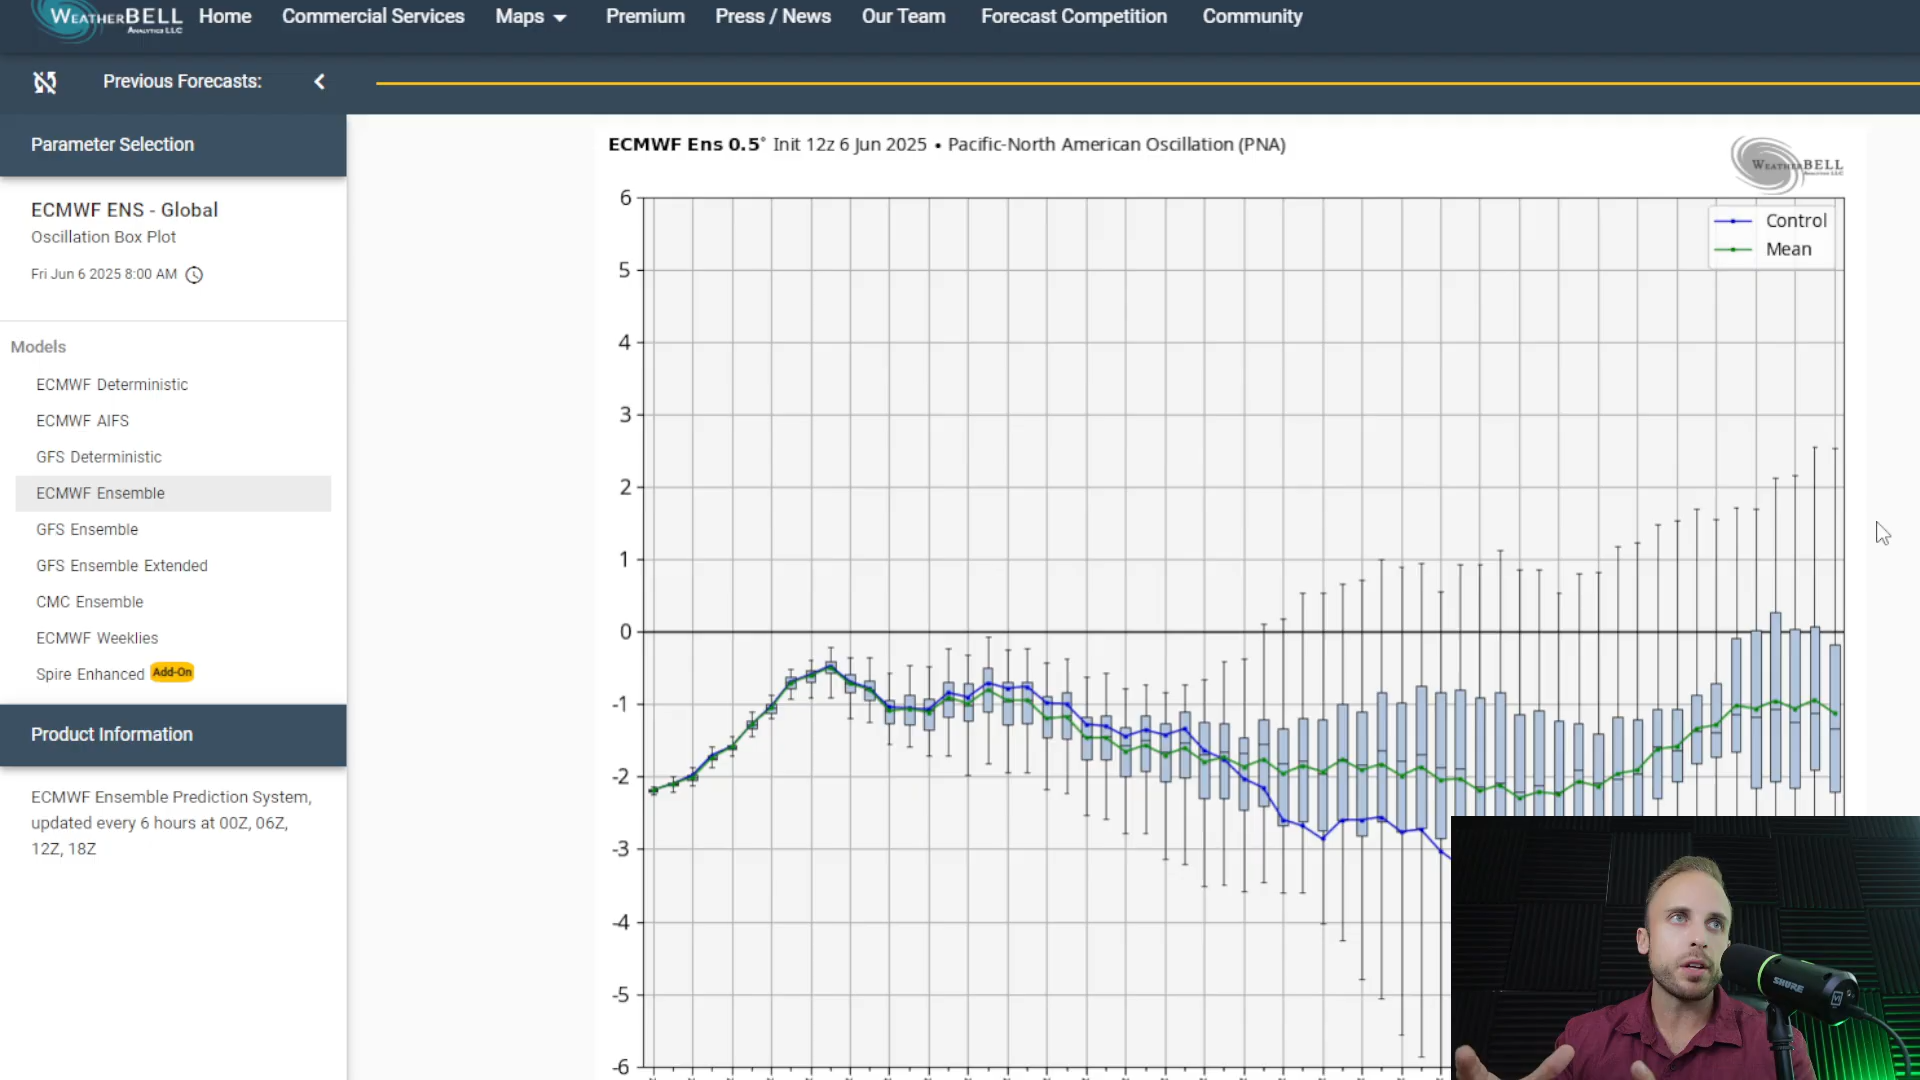 WEATHERBELL
ANALYTICS LLC
Home
Commercial Services
Maps
Premium
Press / News
Our Team
Forecast Competition
Community
Previous Forecasts:
Parameter Selection
ECMWF ENS - Global
Oscillation Box Plot
Fri Jun 6 2025 8:00 AM
Models
ECMWF Deterministic
ECMWF AIFS
GFS Deterministic
ECMWF Ensemble
GFS Ensemble
GFS Ensemble Extended
CMC Ensemble
ECMWF Weeklies
Spire Enhanced Add-On
Product Information
ECMWF Ensemble Prediction System,
updated every 6 hours at 00Z, 06Z,
12Z, 18Z
ECMWF Ens 0.5° Init 12z 6 Jun 2025 • Pacific-North American Oscillation (PNA)
WEATHERBELL
ANALYTICS LLC
Control
Mean
6
5
4
3
2
1
0
-1
-2
-3
-4
-5
-6
SHURE